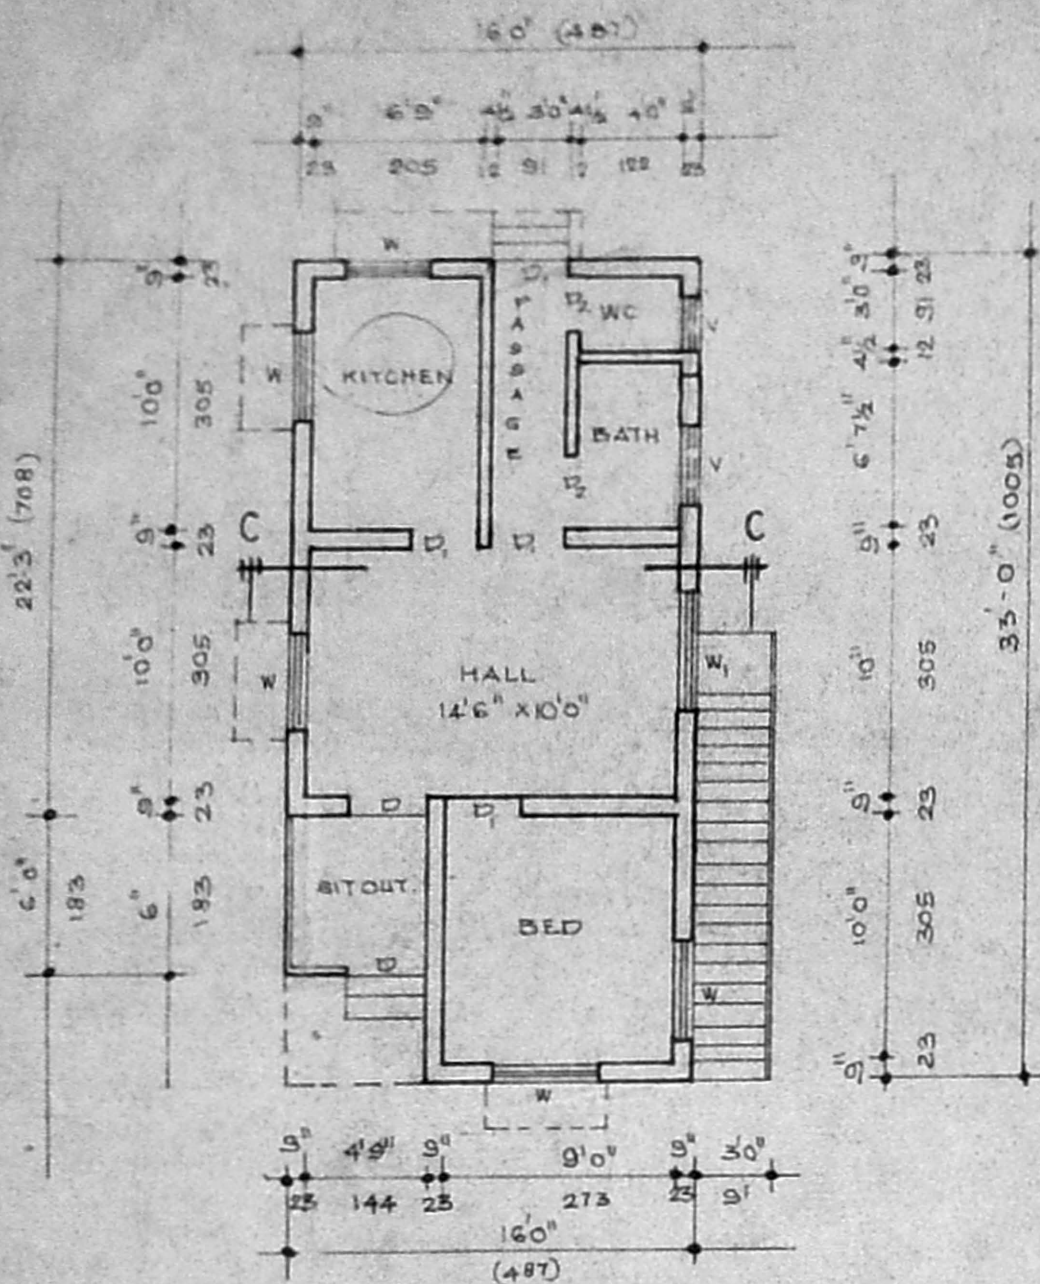 16'0" (487)
9" 6'9" 4½" 3'0" 4½" 4'0" 9"
23 205 12 91 12 122 23
W
D1
9" 23
PASSAGE
D2 WC
V
9" 23
3'0" 91
4½" 12
W KITCHEN
10'0" 305
BATH
V
6'7½"
D2
22'3" (708)
33'-0" (1005)
C C
9" 23
D1 D1
9" 23
10'0" 305
W
HALL
14'6" X 10'0"
W1
10" 305
9" 23
D D1
9" 23
6'0" 183
6" 183
SITOUT.
BED
10'0" 305
D
W
W
9" 23
9" 4'9" 9" 9'0" 9" 3'0"
23 144 23 273 23 91
16'0"
(487)